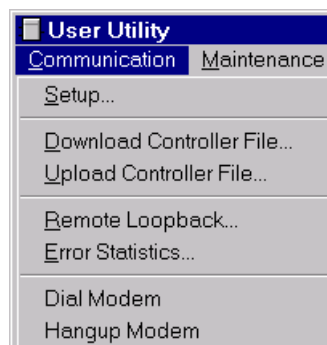 User Utility
Communication Maintenance
Setup...
Download Controller File...
Upload Controller File...
Remote Loopback...
Error Statistics...
Dial Modem
Hangup Modem